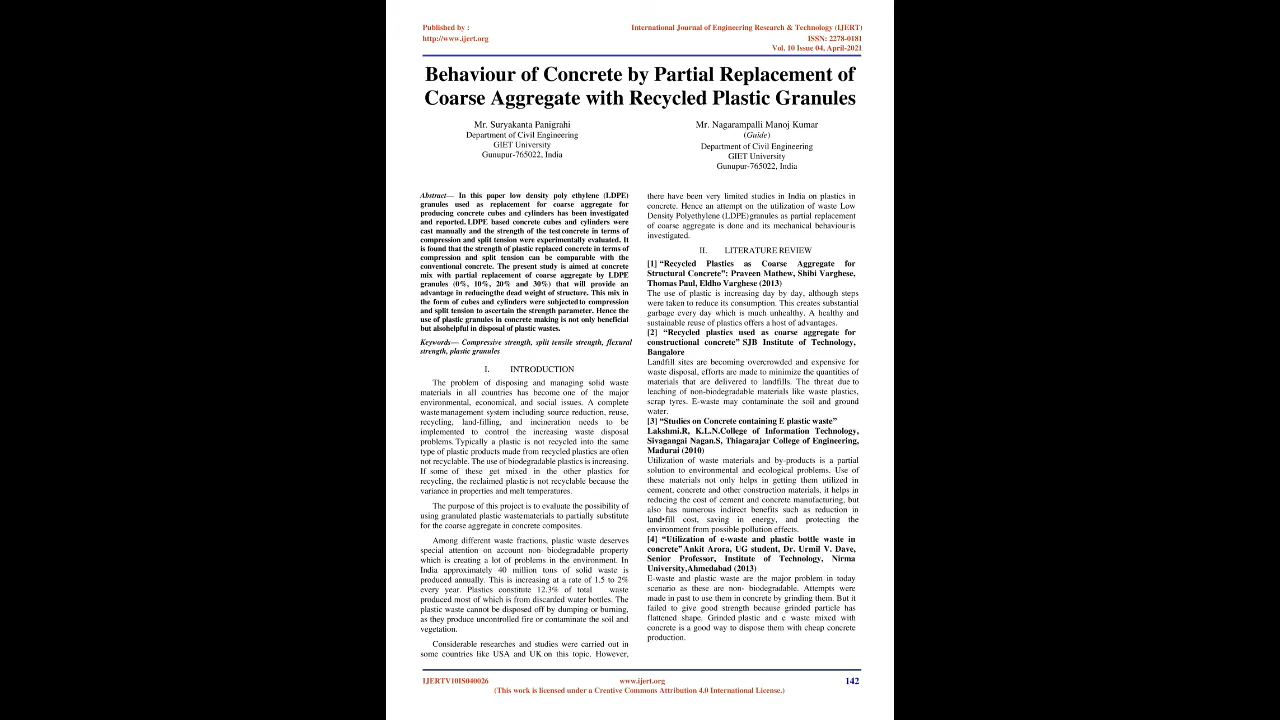 Published by :
http://www.ijert.org
International Journal of Engineering Research & Technology (IJERT)
ISSN: 2278-0181
Vol. 10 Issue 04, April-2021
Behaviour of Concrete by Partial Replacement of
Coarse Aggregate with Recycled Plastic Granules
Mr. Suryakanta Panigrahi
Department of Civil Engineering
GIET University
Gunupur-765022, India
Mr. Nagarampalli Manoj Kumar
(Guide)
Department of Civil Engineering
GIET University
Gunupur-765022, India
Abstract— In this paper low density poly ethylene (LDPE)
granules used as replacement for coarse aggregate for
producing concrete cubes and cylinders has been investigated
and reported. LDPE based concrete cubes and cylinders were
cast manually and the strength of the test concrete in terms of
compression and split tension were experimentally evaluated. It
is found that the strength of plastic replaced concrete in terms of
compression and split tension can be comparable with the
conventional concrete. The present study is aimed at concrete
mix with partial replacement of coarse aggregate by LDPE
granules (0%, 10%, 20% and 30%) that will provide an
advantage in reducingthe dead weight of structure. This mix in
the form of cubes and cylinders were subjected to compression
and split tension to ascertain the strength parameter. Hence the
use of plastic granules in concrete making is not only beneficial
but alsohelpful in disposal of plastic wastes.
Keywords— Compressive strength, split tensile strength, flexural
strength, plastic granules
I. INTRODUCTION
The problem of disposing and managing solid waste
materials in all countries has become one of the major
environmental, economical, and social issues. A complete
wastemanagement system including source reduction, reuse,
recycling, land-filling, and incineration needs to be
implemented to control the increasing waste disposal
problems. Typically a plastic is not recycled into the same
type of plastic products made from recycled plastics are often
not recyclable. The use of biodegradable plastics is increasing.
If some of these get mixed in the other plastics for
recycling, the reclaimed plastic is not recyclable because the
variance in properties and melt temperatures.
The purpose of this project is to evaluate the possibility of
using granulated plastic wastematerials to partially substitute
for the coarse aggregate in concrete composites.
Among different waste fractions, plastic waste deserves
special attention on account non- biodegradable property
which is creating a lot of problems in the environment. In
India approximately 40 million tons of solid waste is
produced annually. This is increasing at a rate of 1.5 to 2%
every year. Plastics constitute 12.3% of total waste
produced most of which is from discarded water bottles. The
plastic waste cannot be disposed off by dumping or burning,
as they produce uncontrolled fire or contaminate the soil and
vegetation.
Considerable researches and studies were carried out in
some countries like USA and UK on this topic. However,
there have been very limited studies in India on plastics in
concrete. Hence an attempt on the utilization of waste Low
Density Polyethylene (LDPE)granules as partial replacement
of coarse aggregate is done and its mechanical behaviour is
investigated.
II. LITERATURE REVIEW
[1] “Recycled Plastics as Coarse Aggregate for
Structural Concrete”: Praveen Mathew, Shibi Varghese,
Thomas Paul, Eldho Varghese (2013)
The use of plastic is increasing day by day, although steps
were taken to reduce its consumption. This creates substantial
garbage every day which is much unhealthy. A healthy and
sustainable reuse of plastics offers a host of advantages.
[2] “Recycled plastics used as coarse aggregate for
constructional concrete” SJB Institute of Technology,
Bangalore
Landfill sites are becoming overcrowded and expensive for
waste disposal, efforts are made to minimize the quantities of
materials that are delivered to landfills. The threat due to
leaching of non-biodegradable materials like waste plastics,
scrap tyres. E-waste may contaminate the soil and ground
water.
[3] “Studies on Concrete containing E plastic waste”
Lakshmi.R, K.L.N.College of Information Technology,
Sivagangai Nagan.S, Thiagarajar College of Engineering,
Madurai (2010)
Utilization of waste materials and by-products is a partial
solution to environmental and ecological problems. Use of
these materials not only helps in getting them utilized in
cement, concrete and other construction materials, it helps in
reducing the cost of cement and concrete manufacturing, but
also has numerous indirect benefits such as reduction in
land•fill cost, saving in energy, and protecting the
environment from possible pollution effects.
[4] “Utilization of e-waste and plastic bottle waste in
concrete” Ankit Arora, UG student, Dr. Urmil V. Dave,
Senior Professor, Institute of Technology, Nirma
University,Ahmedabad (2013)
E-waste and plastic waste are the major problem in today
scenario as these are non- biodegradable. Attempts were
made in past to use them in concrete by grinding them. But it
failed to give good strength because grinded particle has
flattened shape. Grinded plastic and e waste mixed with
concrete is a good way to dispose them with cheap concrete
production.
IJERTV10IS040026
www.ijert.org
142
(This work is licensed under a Creative Commons Attribution 4.0 International License.)